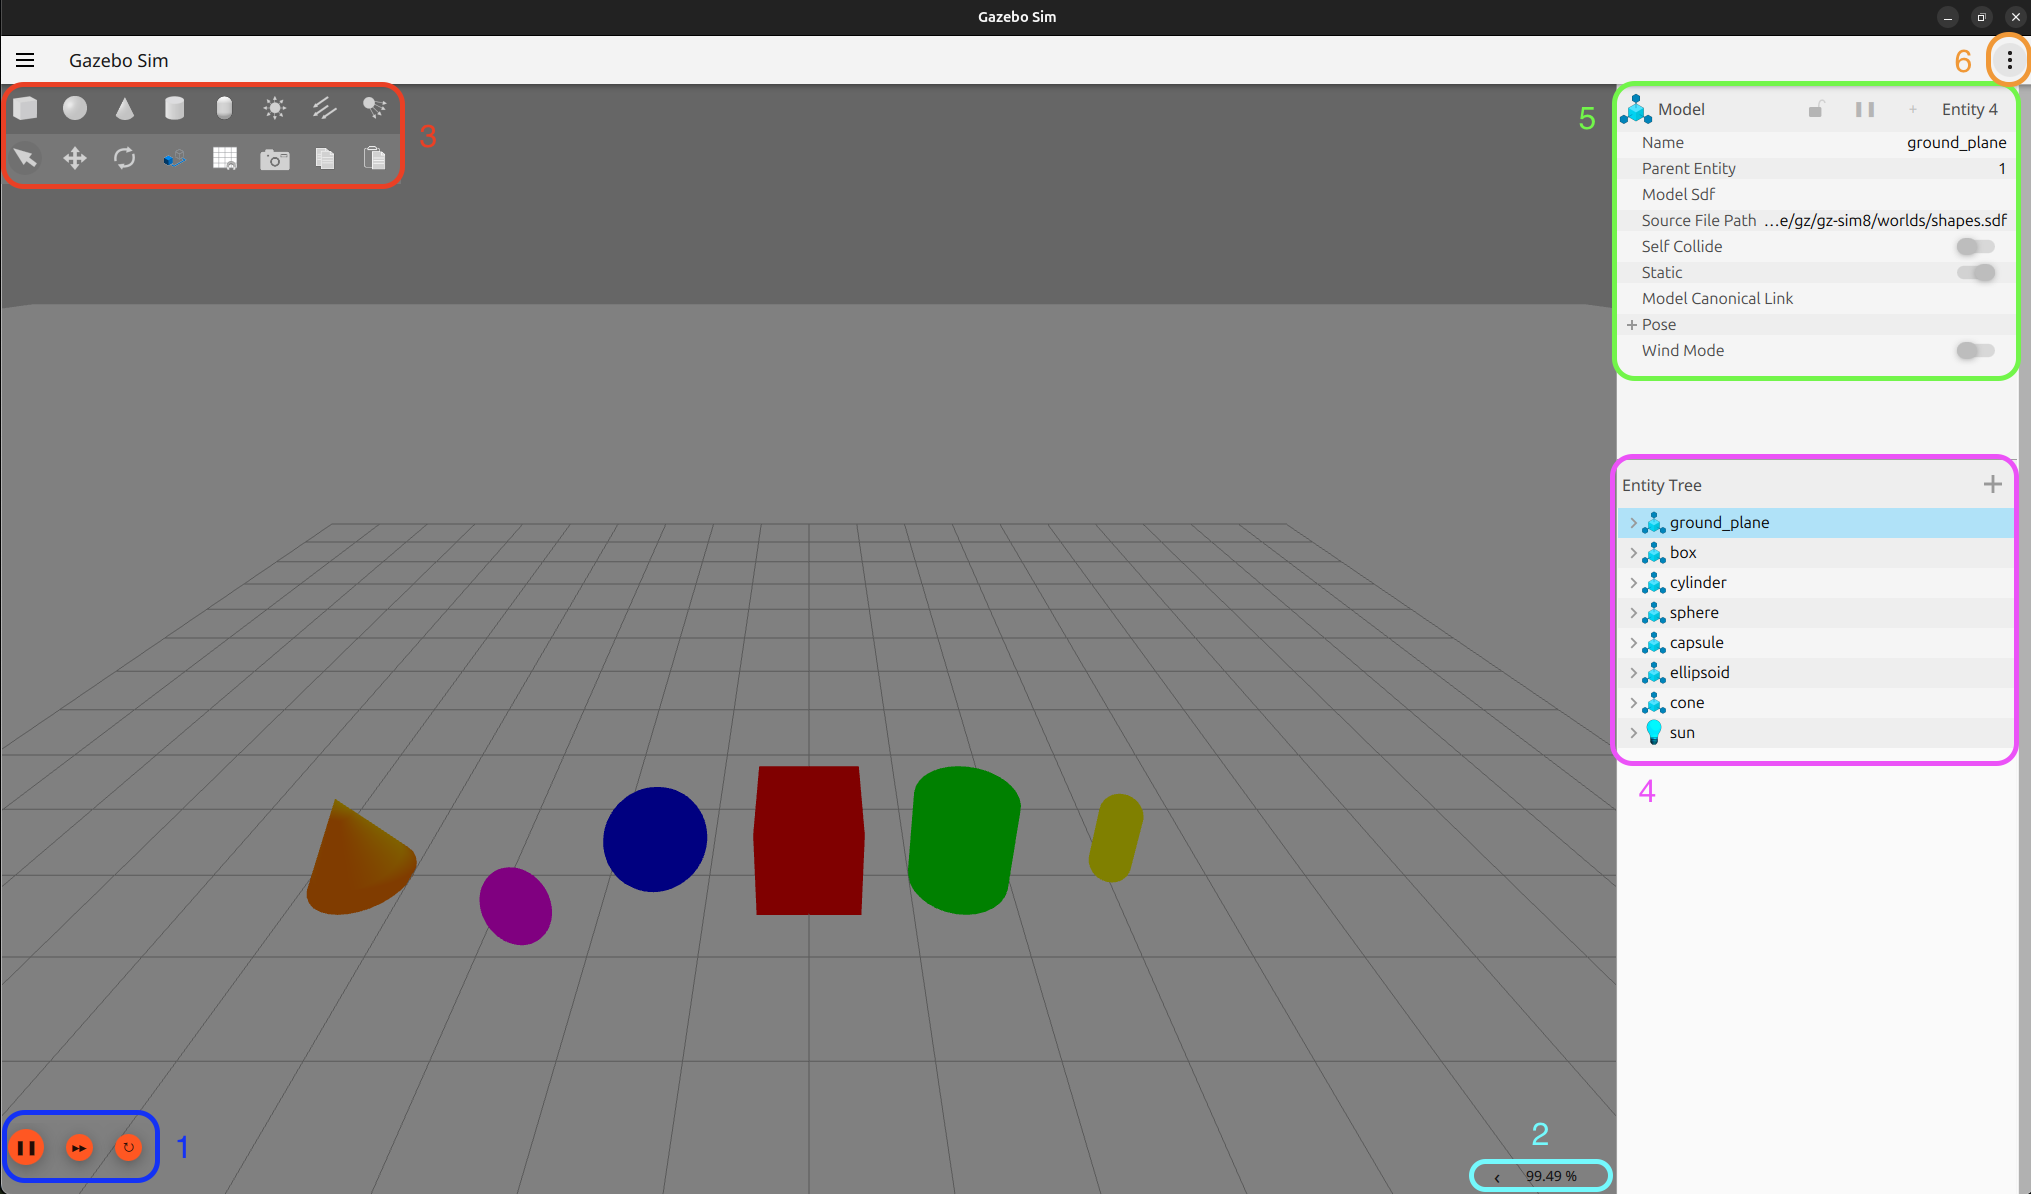 Gazebo Sim
Gazebo Sim
6
3
5
Model
Entity 4
Name ground_plane
Parent Entity 1
Model Sdf
Source File Path ...e/gz/gz-sim8/worlds/shapes.sdf
Self Collide
Static
Model Canonical Link
Pose
Wind Mode
Entity Tree
ground_plane
box
cylinder
sphere
capsule
ellipsoid
cone
sun
4
1
2
99.49 %